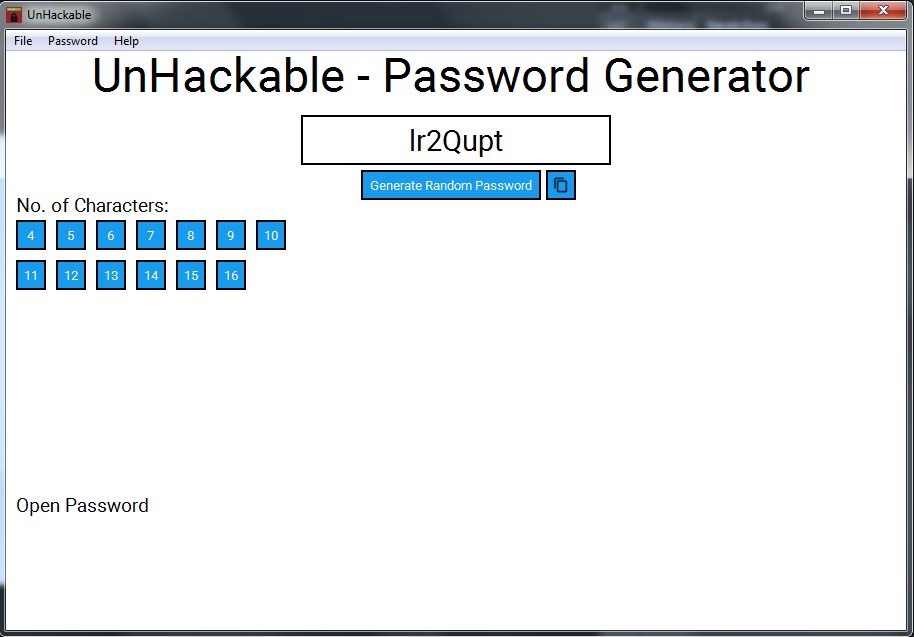 UnHackable
File Password Help
UnHackable - Password Generator
lr2Qupt
Generate Random Password
No. of Characters:
4 5 6 7 8 9 10
11 12 13 14 15 16
Open Password